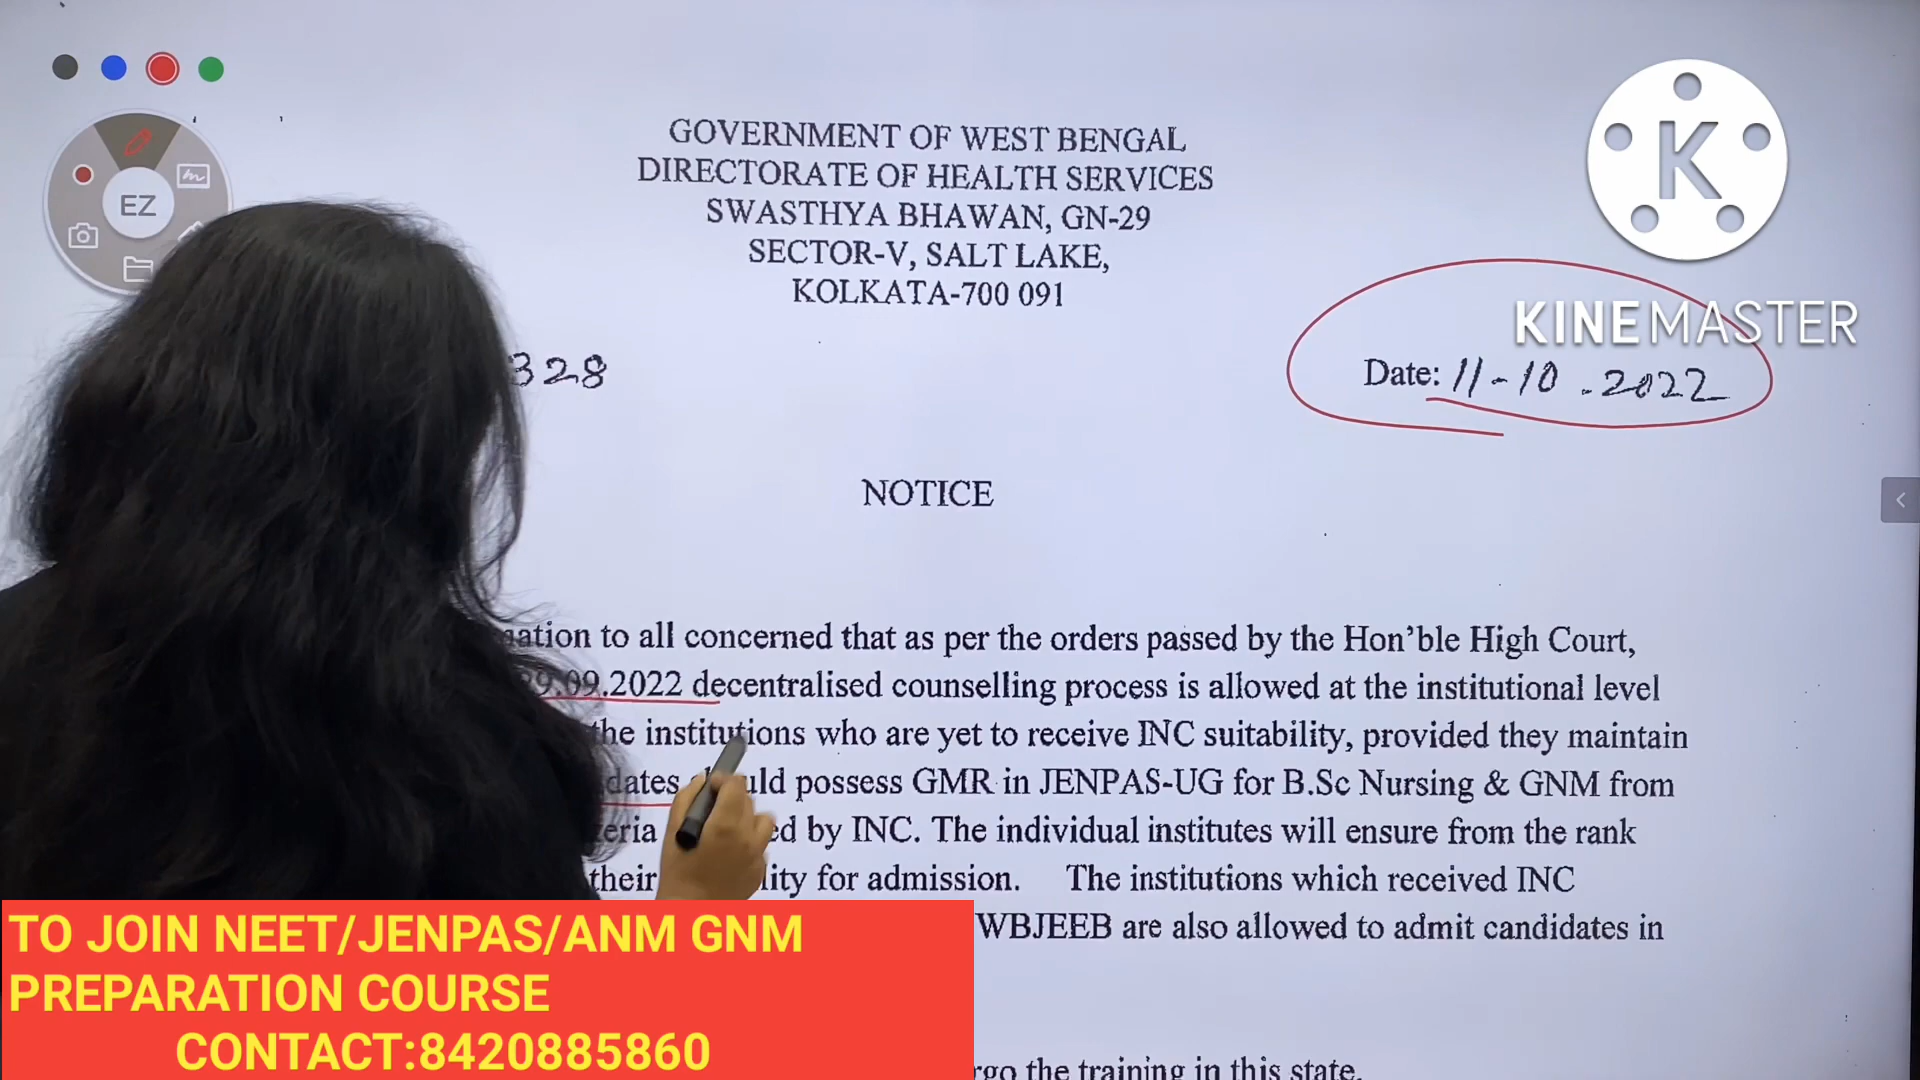 EZ
GOVERNMENT OF WEST BENGAL
DIRECTORATE OF HEALTH SERVICES
SWASTHYA BHAWAN, GN-29
SECTOR-V, SALT LAKE,
KOLKATA-700 091
K
KINEMASTER
328
Date: 11-10.2022
NOTICE
to all concerned that as per the orders passed by the Hon'ble High Court,
29.09.2022 decentralised counselling process is allowed at the institutional level
the institutions who are yet to receive INC suitability, provided they maintain
possess GMR in JENPAS-UG for B.Sc Nursing & GNM from
by INC. The individual institutes will ensure from the rank
their for admission. The institutions which received INC
WBJEEB are also allowed to admit candidates in
the training in this state.
TO JOIN NEET/JENPAS/ANM GNM
PREPARATION COURSE
CONTACT:8420885860